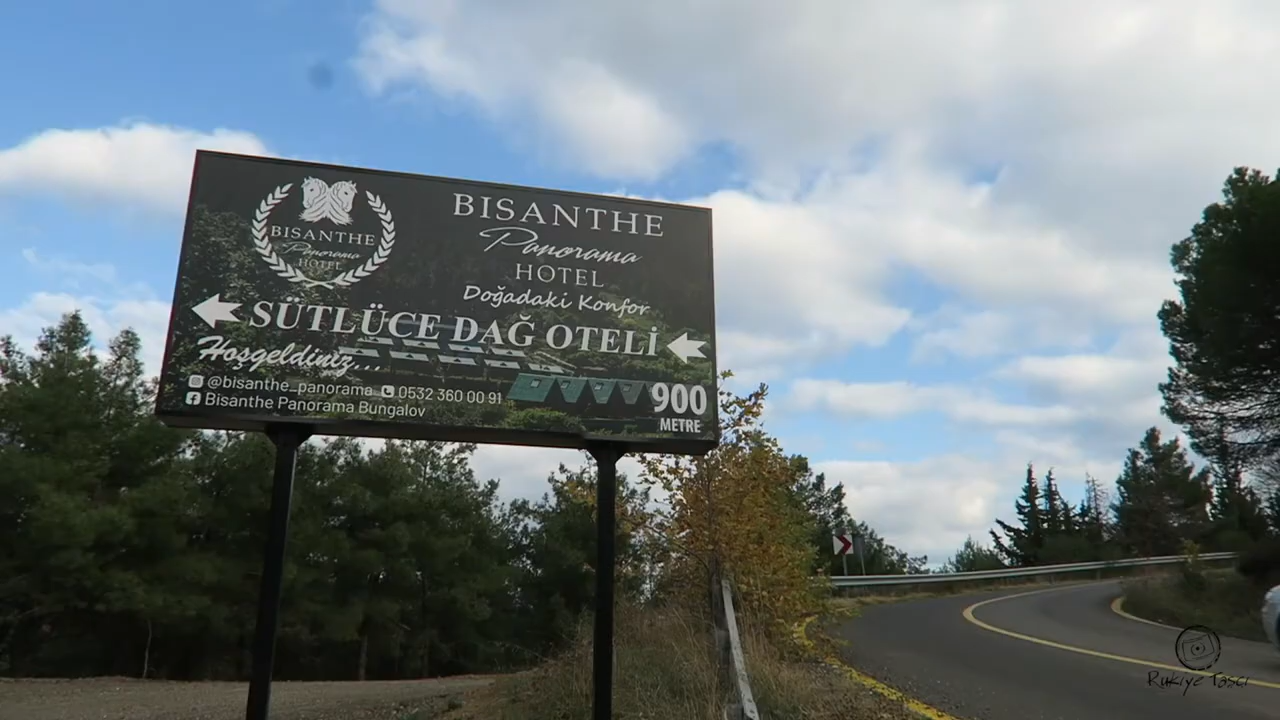 BISANTHE
Panorama
HOTEL
BISANTHE
Panorama
HOTEL
Doğadaki Konfor
SÜTLÜCE DAĞ OTELİ
Hoşgeldiniz...
@bisanthe_panorama 0532 360 00 91
Bisanthe Panorama Bungalov
900
METRE
Rukiye Taşcı